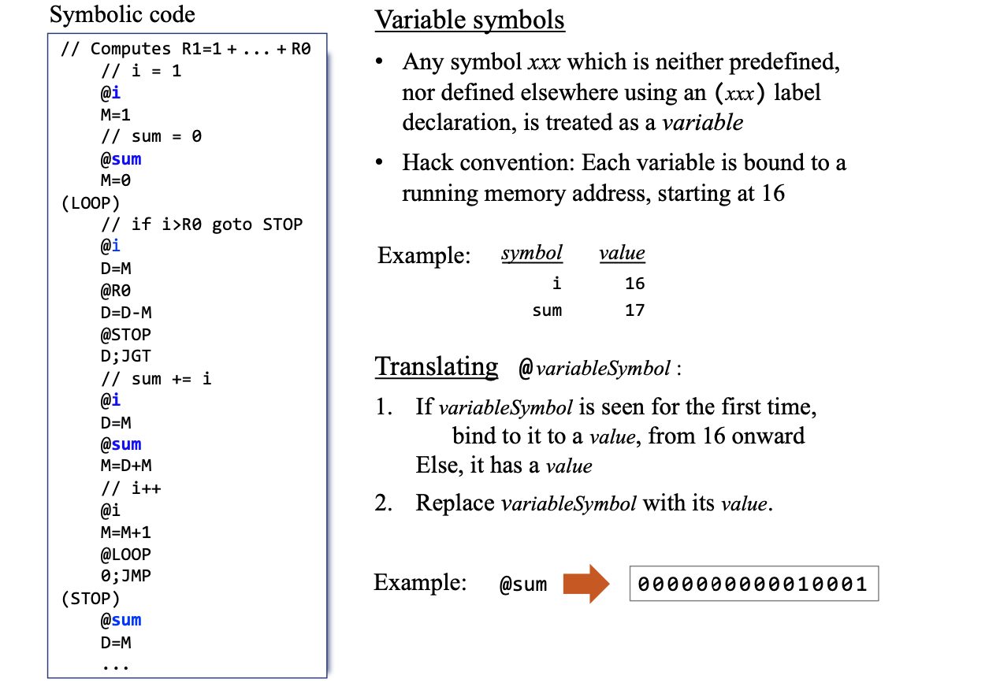 Symbolic code
// Computes R1=1 + ... + R0
// i = 1
@i
M=1
// sum = 0
@sum
M=0
(LOOP)
// if i>R0 goto STOP
@i
D=M
@R0
D=D-M
@STOP
D;JGT
// sum += i
@i
D=M
@sum
M=D+M
// i++
@i
M=M+1
@LOOP
0;JMP
(STOP)
@sum
D=M
...
Variable symbols
• Any symbol xxx which is neither predefined,
nor defined elsewhere using an (xxx) label
declaration, is treated as a variable
• Hack convention: Each variable is bound to a
running memory address, starting at 16
Example: symbol value
i 16
sum 17
Translating @variableSymbol :
1. If variableSymbol is seen for the first time,
bind to it to a value, from 16 onward
Else, it has a value
2. Replace variableSymbol with its value.
Example: @sum 0000000000010001